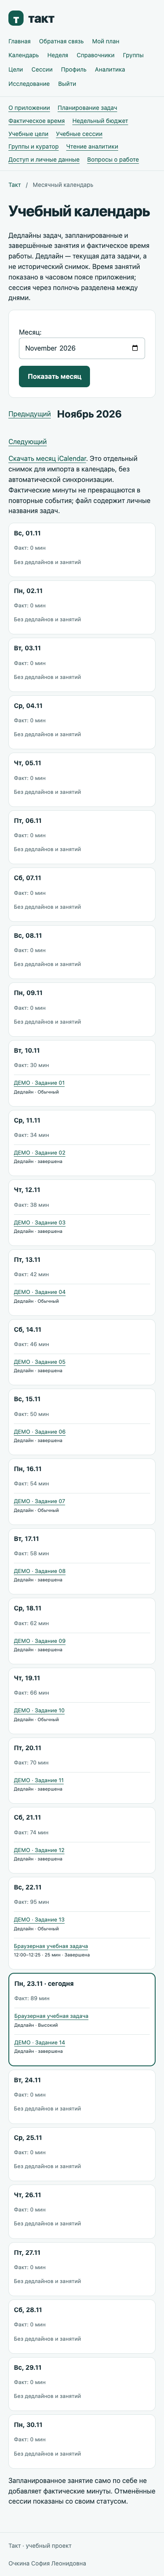 т такт
Главная Обратная связь Мой план
Календарь Неделя Справочники Группы
Цели Сессии Профиль Аналитика
Исследование Выйти
О приложении Планирование задач
Фактическое время Недельный бюджет
Учебные цели Учебные сессии
Группы и куратор Чтение аналитики
Доступ и личные данные Вопросы о работе
Такт / Месячный календарь
Учебный календарь
Дедлайны задач, запланированные и
завершённые занятия и фактическое время
работы. Дедлайн — текущая дата задачи, а
не исторический снимок. Время занятий
показано в часовом поясе приложения;
сессия через полночь разделена между
днями.
Месяц:
November 2026
Показать месяц
Предыдущий Ноябрь 2026
Следующий
Скачать месяц iCalendar. Это отдельный
снимок для импорта в календарь, без
автоматической синхронизации.
Фактические минуты не превращаются в
повторные события; файл содержит личные
названия задач.
Вс, 01.11
Факт: 0 мин
Без дедлайнов и занятий
Пн, 02.11
Факт: 0 мин
Без дедлайнов и занятий
Вт, 03.11
Факт: 0 мин
Без дедлайнов и занятий
Ср, 04.11
Факт: 0 мин
Без дедлайнов и занятий
Чт, 05.11
Факт: 0 мин
Без дедлайнов и занятий
Пт, 06.11
Факт: 0 мин
Без дедлайнов и занятий
Сб, 07.11
Факт: 0 мин
Без дедлайнов и занятий
Вс, 08.11
Факт: 0 мин
Без дедлайнов и занятий
Пн, 09.11
Факт: 0 мин
Без дедлайнов и занятий
Вт, 10.11
Факт: 30 мин
ДЕМО · Задание 01
Дедлайн · Обычный
Ср, 11.11
Факт: 34 мин
ДЕМО · Задание 02
Дедлайн · завершена
Чт, 12.11
Факт: 38 мин
ДЕМО · Задание 03
Дедлайн · завершена
Пт, 13.11
Факт: 42 мин
ДЕМО · Задание 04
Дедлайн · Обычный
Сб, 14.11
Факт: 46 мин
ДЕМО · Задание 05
Дедлайн · завершена
Вс, 15.11
Факт: 50 мин
ДЕМО · Задание 06
Дедлайн · завершена
Пн, 16.11
Факт: 54 мин
ДЕМО · Задание 07
Дедлайн · Обычный
Вт, 17.11
Факт: 58 мин
ДЕМО · Задание 08
Дедлайн · завершена
Ср, 18.11
Факт: 62 мин
ДЕМО · Задание 09
Дедлайн · завершена
Чт, 19.11
Факт: 66 мин
ДЕМО · Задание 10
Дедлайн · Обычный
Пт, 20.11
Факт: 70 мин
ДЕМО · Задание 11
Дедлайн · завершена
Сб, 21.11
Факт: 74 мин
ДЕМО · Задание 12
Дедлайн · завершена
Вс, 22.11
Факт: 95 мин
ДЕМО · Задание 13
Дедлайн · Обычный
Браузерная учебная задача
12:00–12:25 · 25 мин · Завершена
Пн, 23.11 · сегодня
Факт: 89 мин
Браузерная учебная задача
Дедлайн · Высокий
ДЕМО · Задание 14
Дедлайн · завершена
Вт, 24.11
Факт: 0 мин
Без дедлайнов и занятий
Ср, 25.11
Факт: 0 мин
Без дедлайнов и занятий
Чт, 26.11
Факт: 0 мин
Без дедлайнов и занятий
Пт, 27.11
Факт: 0 мин
Без дедлайнов и занятий
Сб, 28.11
Факт: 0 мин
Без дедлайнов и занятий
Вс, 29.11
Факт: 0 мин
Без дедлайнов и занятий
Пн, 30.11
Факт: 0 мин
Без дедлайнов и занятий
Запланированное занятие само по себе не
добавляет фактические минуты. Отменённые
сессии показаны со своим статусом.
Такт · учебный проект
Очкина София Леонидовна